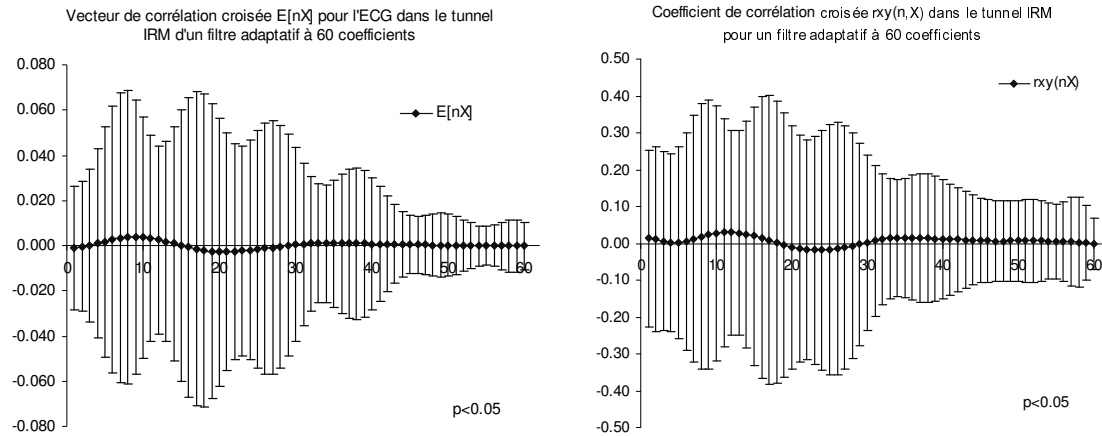 Vecteur de corrélation croisée E[nX] pour l'ECG dans le tunnel
IRM d'un filtre adaptatif à 60 coefficients
0.080
0.060
0.040
0.020
0.000
-0.020
-0.040
-0.060
-0.080
0 10 20 30 40 50 60
E[nX]
p<0.05
Coefficient de corrélation croisée rxy(n,X) dans le tunnel IRM
pour un filtre adaptatif à 60 coefficients
0.50
0.40
0.30
0.20
0.10
0.00
-0.10
-0.20
-0.30
-0.40
-0.50
0 10 20 30 40 50 60
rxy(nX)
p<0.05